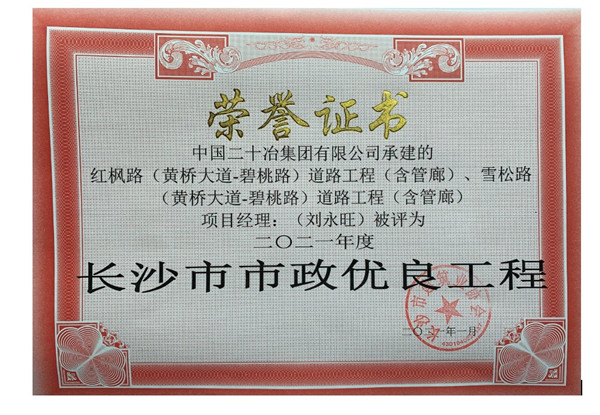 荣誉证书
中国二十冶集团有限公司承建的
红枫路（黄桥大道-碧桃路）道路工程（含管廊）、雪松路
（黄桥大道-碧桃路）道路工程（含管廊）
项目经理：（刘永旺）被评为
二〇二一年度
长沙市市政优良工程